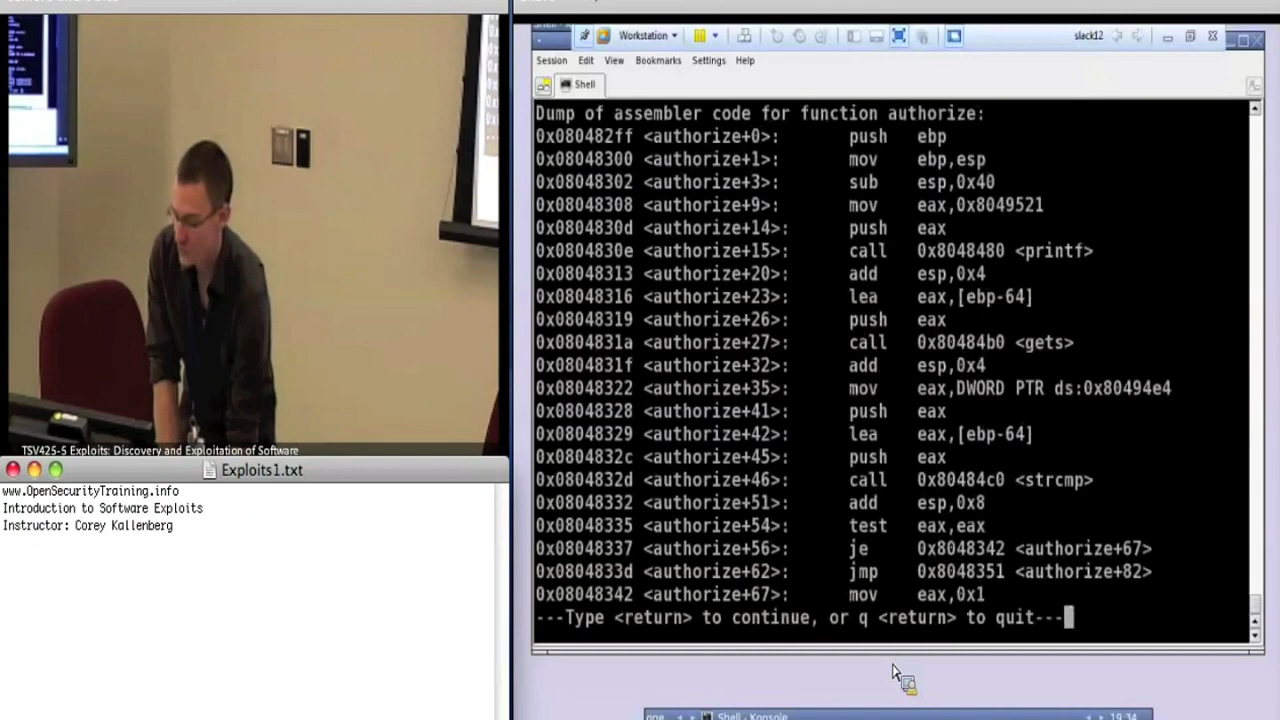 Workstation
slack12
Session Edit View Bookmarks Settings Help
Shell
Dump of assembler code for function authorize:
0x080482ff <authorize+0>: push ebp
0x08048300 <authorize+1>: mov ebp,esp
0x08048302 <authorize+3>: sub esp,0x40
0x08048308 <authorize+9>: mov eax,0x8049521
0x0804830d <authorize+14>: push eax
0x0804830e <authorize+15>: call 0x8048480 <printf>
0x08048313 <authorize+20>: add esp,0x4
0x08048316 <authorize+23>: lea eax,[ebp-64]
0x08048319 <authorize+26>: push eax
0x0804831a <authorize+27>: call 0x80484b0 <gets>
0x0804831f <authorize+32>: add esp,0x4
0x08048322 <authorize+35>: mov eax,DWORD PTR ds:0x80494e4
0x08048328 <authorize+41>: push eax
0x08048329 <authorize+42>: lea eax,[ebp-64]
0x0804832c <authorize+45>: push eax
0x0804832d <authorize+46>: call 0x80484c0 <strcmp>
0x08048332 <authorize+51>: add esp,0x8
0x08048335 <authorize+54>: test eax,eax
0x08048337 <authorize+56>: je 0x8048342 <authorize+67>
0x0804833d <authorize+62>: jmp 0x8048351 <authorize+82>
0x08048342 <authorize+67>: mov eax,0x1
---Type <return> to continue, or q <return> to quit---
TSV425-5 Exploits: Discovery and Exploitation of Software
Exploits1.txt
www.OpenSecurityTraining.info
Introduction to Software Exploits
Instructor: Corey Kallenberg
Shell - Konsole
19:34